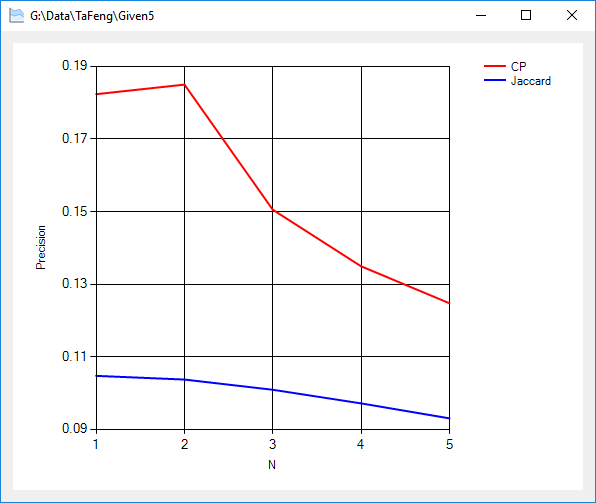 G:\Data\TaFeng\Given5
CP
Jaccard
0.19
0.17
0.15
0.13
0.11
0.09
Precision
1 2 3 4 5
N